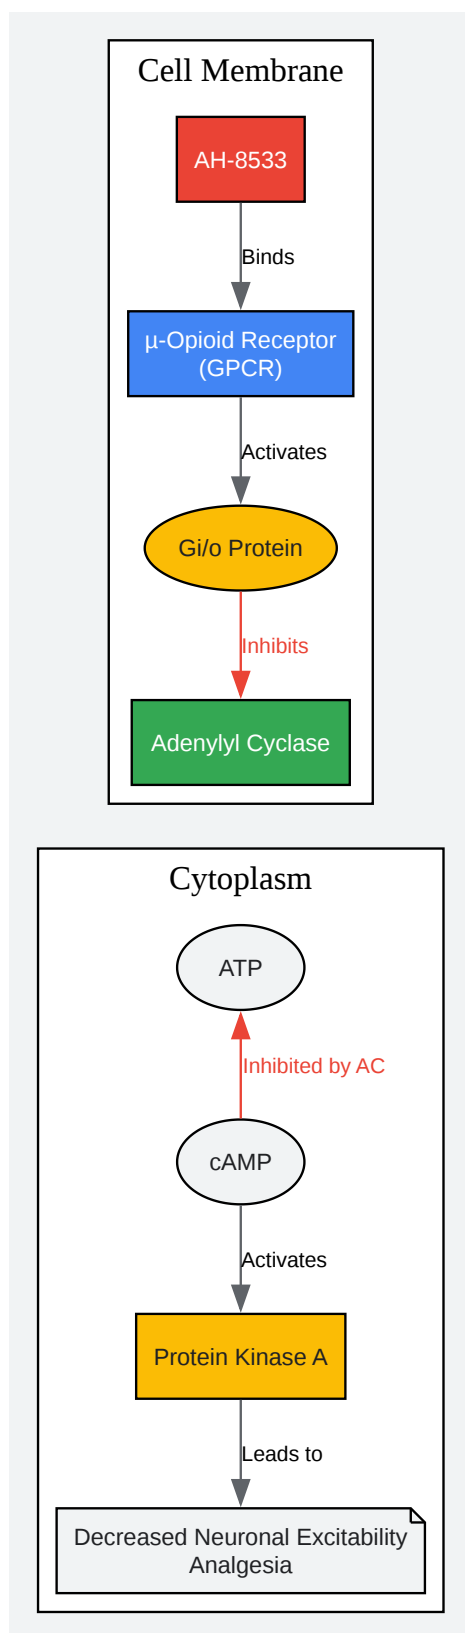 Cell Membrane
AH-8533
Binds
µ-Opioid Receptor
(GPCR)
Activates
Gi/o Protein
Inhibits
Adenylyl Cyclase
Cytoplasm
ATP
Inhibited by AC
cAMP
Activates
Protein Kinase A
Leads to
Decreased Neuronal Excitability
Analgesia